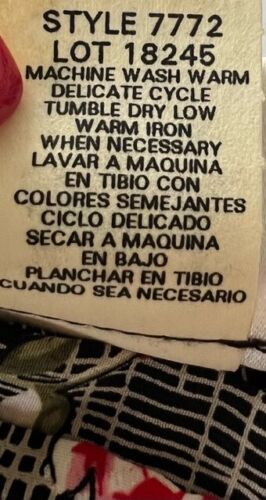 STYLE 7772
LOT 18245
MACHINE WASH WARM
DELICATE CYCLE
TUMBLE DRY LOW
WARM IRON
WHEN NECESSARY
LAVAR A MAQUINA
EN TIBIO CON
COLORES SEMEJANTES
CICLO DELICADO
SECAR A MAQUINA
EN BAJO
PLANCHAR EN TIBIO
CUANDO SEA NECESARIO